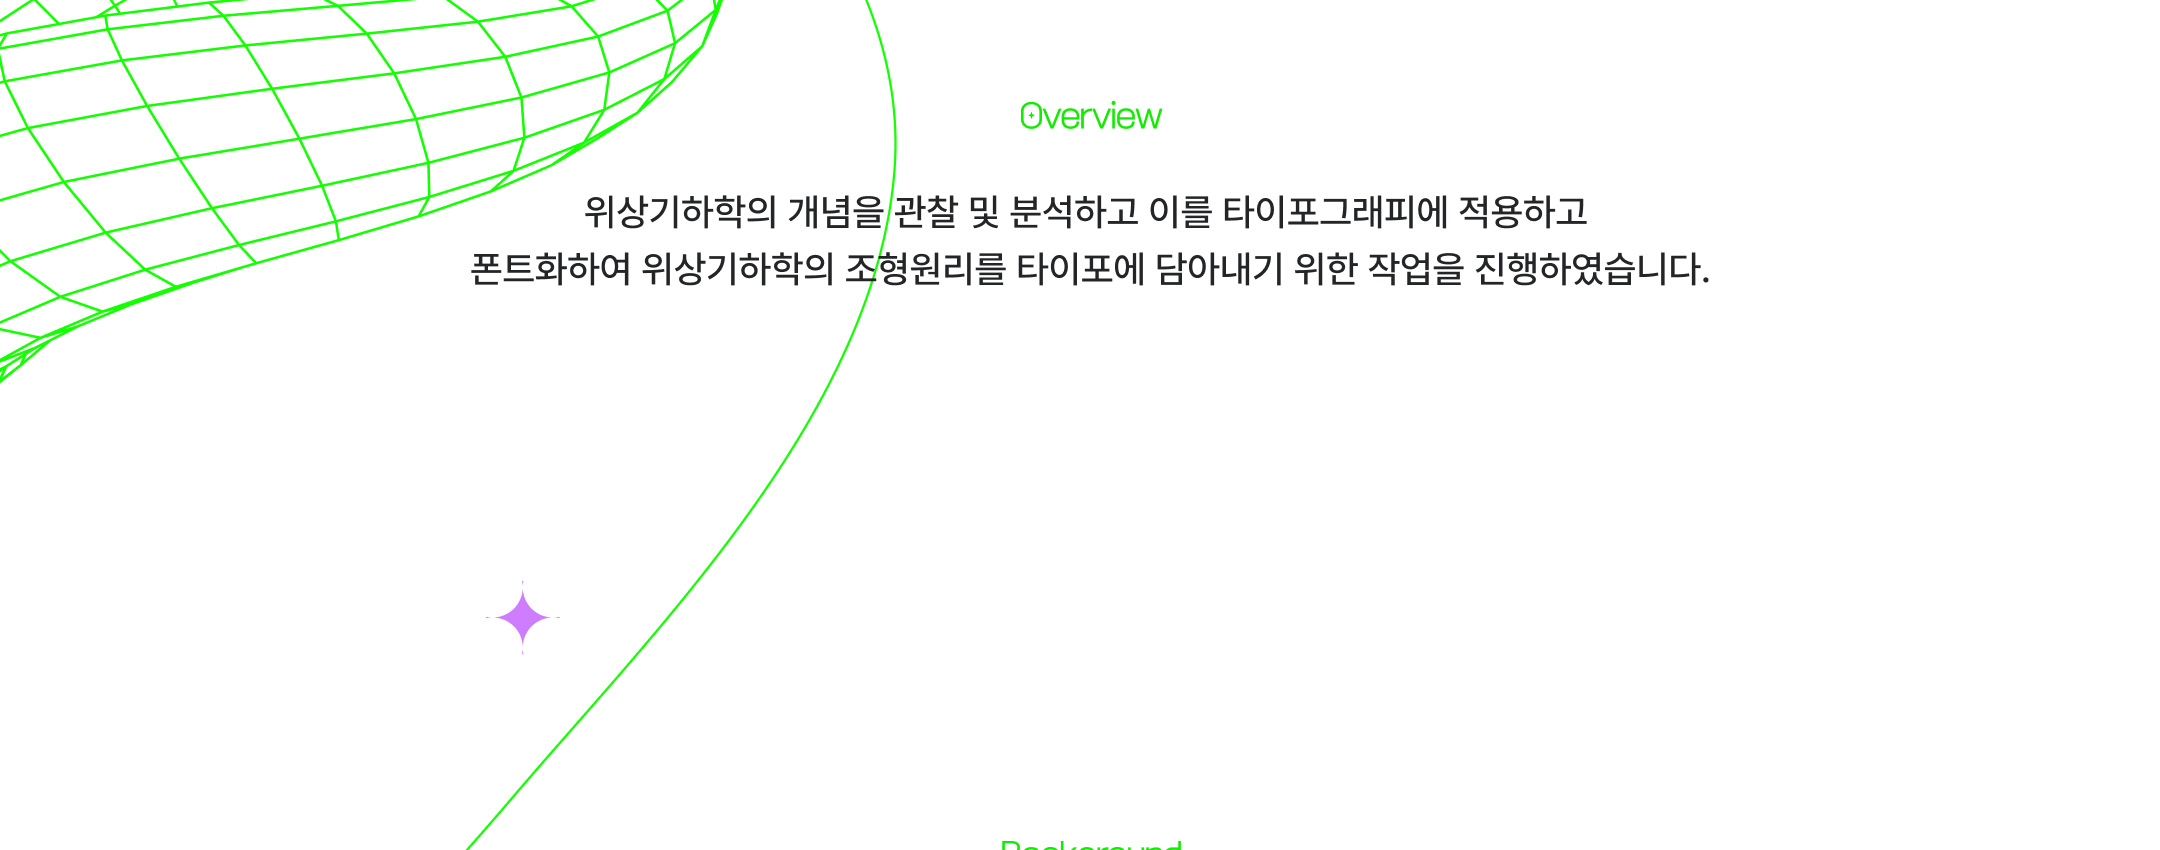 Overview
위상기하학의 개념을 관찰 및 분석하고 이를 타이포그래피에 적용하고
폰트화하여 위상기하학의 조형원리를 타이포에 담아내기 위한 작업을 진행하였습니다.
Background